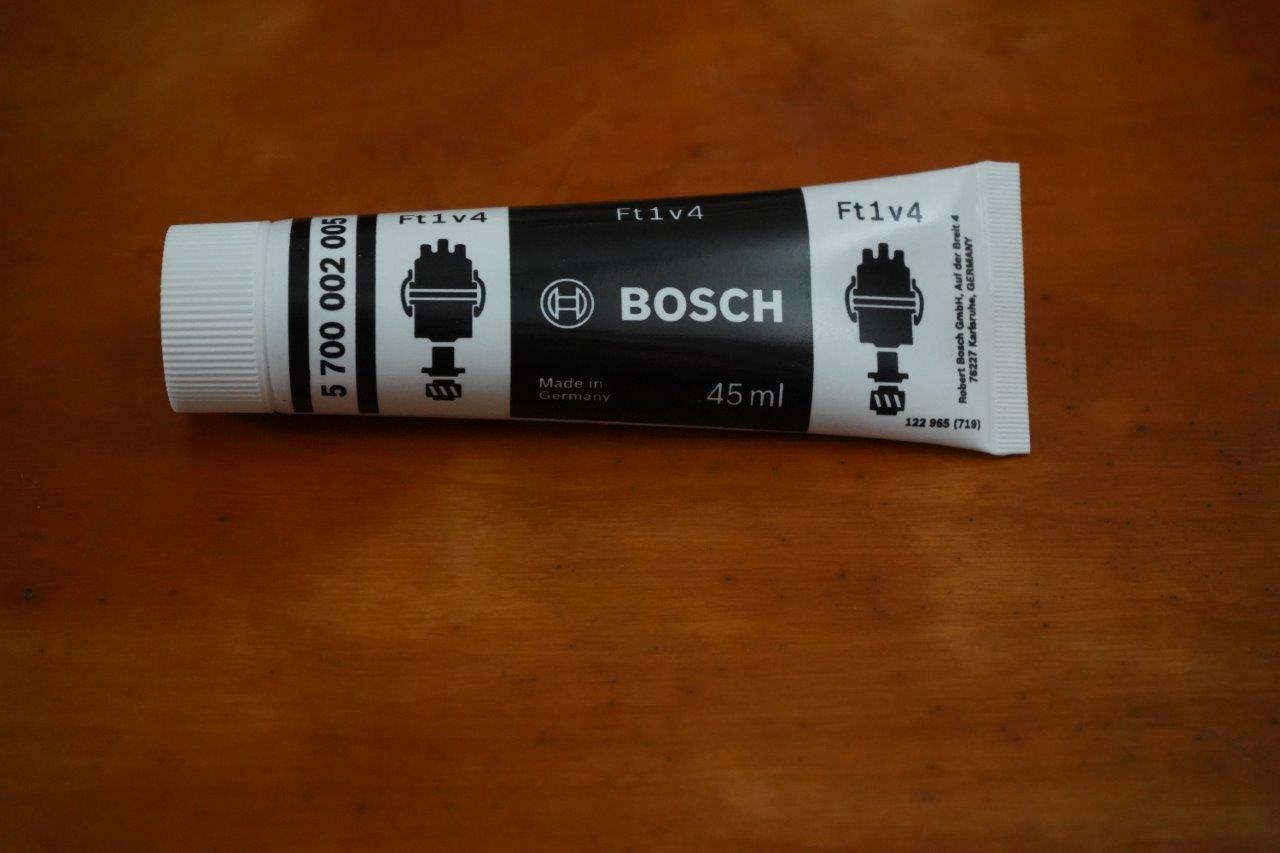 5 700 002 005
Ft1v4
Ft1v4
BOSCH
Made in
Germany
45 ml
Ft1v4
Robert Bosch GmbH, Auf der Breit 4
76227 Karlsruhe, GERMANY
122 965 (719)